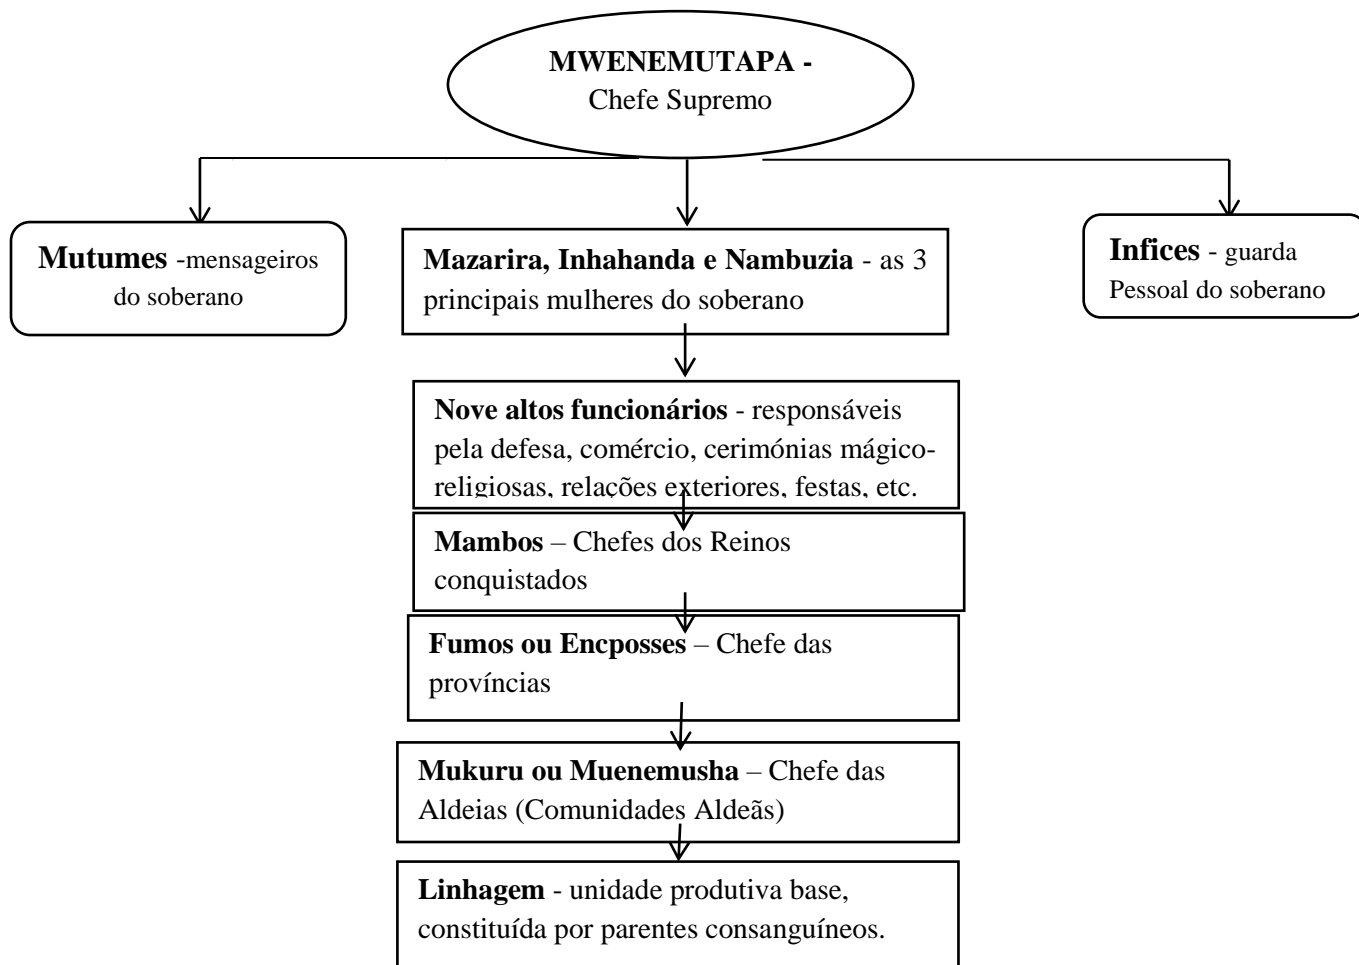 MWENEMUTAPA -
Chefe Supremo
Mutumes -mensageiros
do soberano
Mazarira, Inhahanda e Nambuzia - as 3
principais mulheres do soberano
Infices - guarda
Pessoal do soberano
Nove altos funcionários - responsáveis
pela defesa, comércio, cerimónias mágico-
religiosas, relações exteriores, festas, etc.
Mambos – Chefes dos Reinos
conquistados
Fumos ou Encposses – Chefe das
províncias
Mukuru ou Muenemusha – Chefe das
Aldeias (Comunidades Aldeãs)
Linhagem - unidade produtiva base,
constituída por parentes consanguíneos.